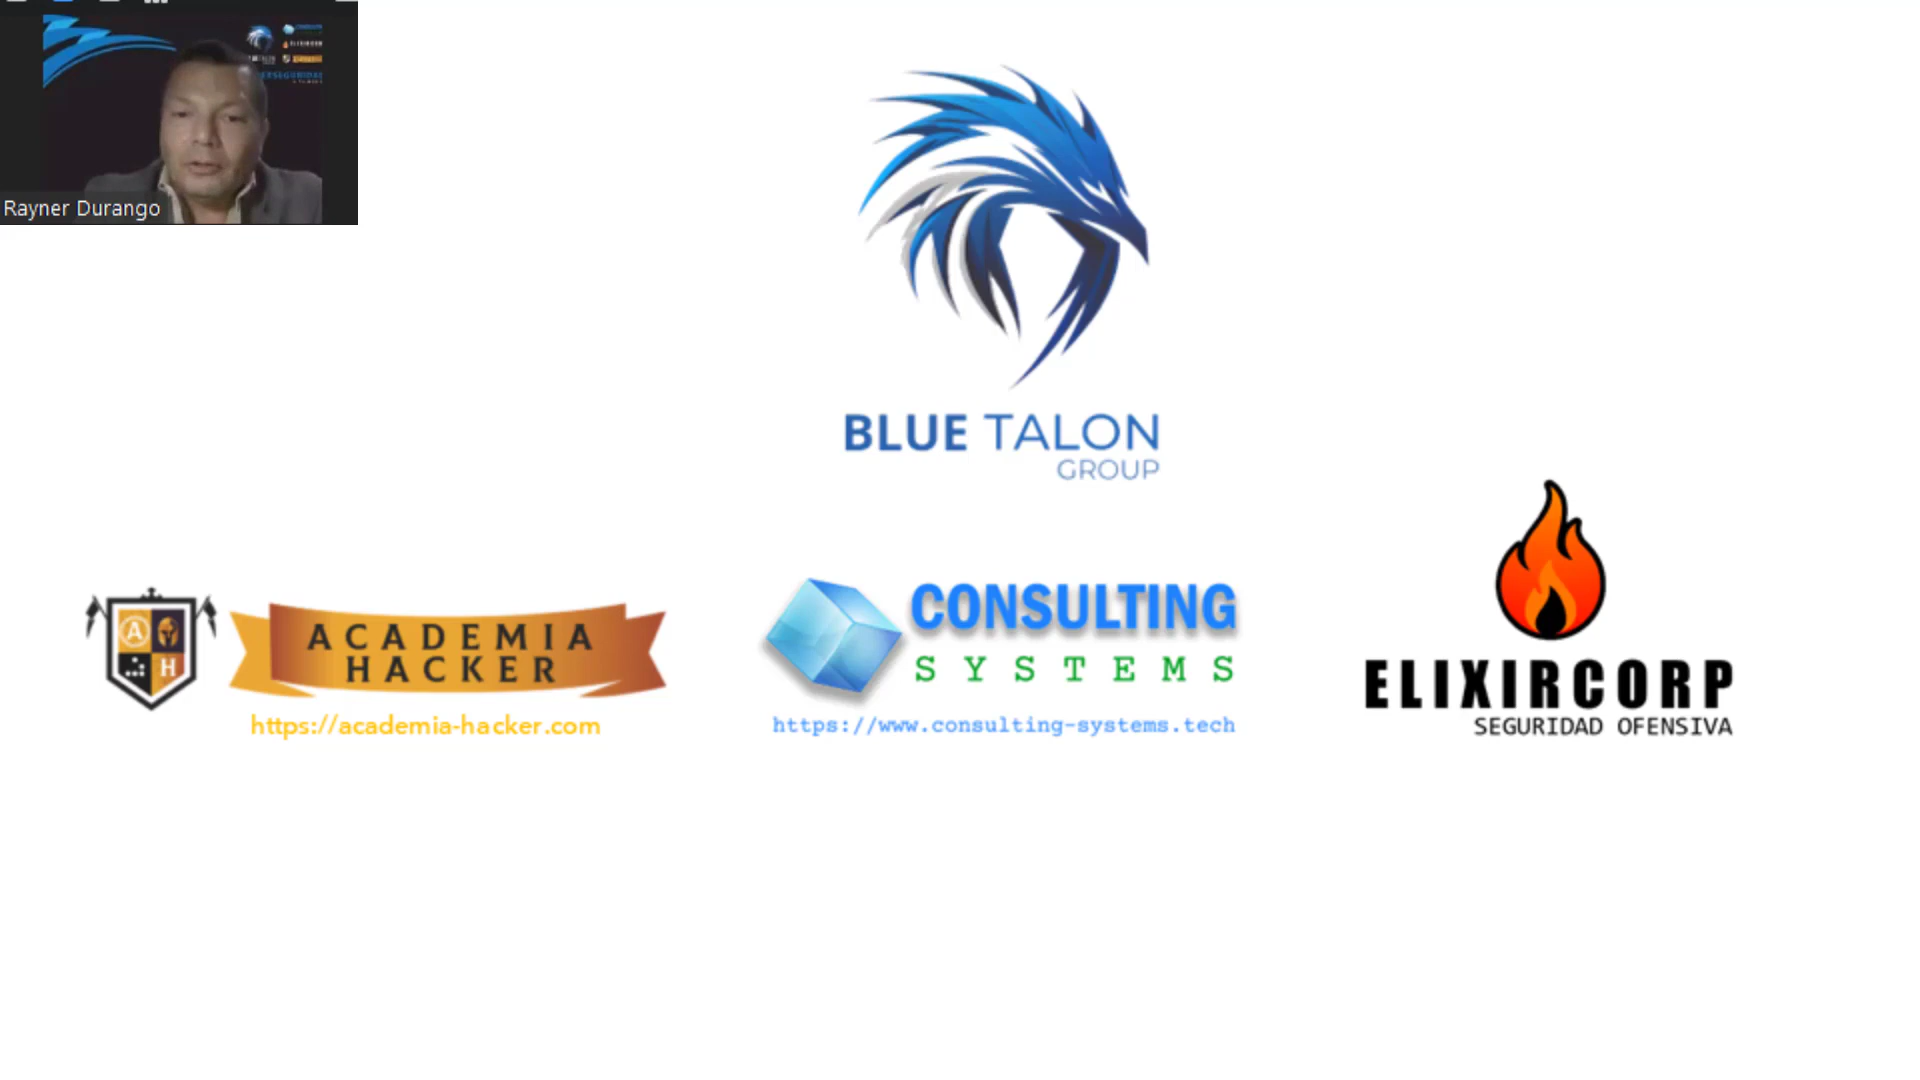 Rayner Durango
BLUE TALON
GROUP
A H
ACADEMIA
HACKER
https://academia-hacker.com
CONSULTING
SYSTEMS
https://www.consulting-systems.tech
ELIXIRCORP
SEGURIDAD OFENSIVA